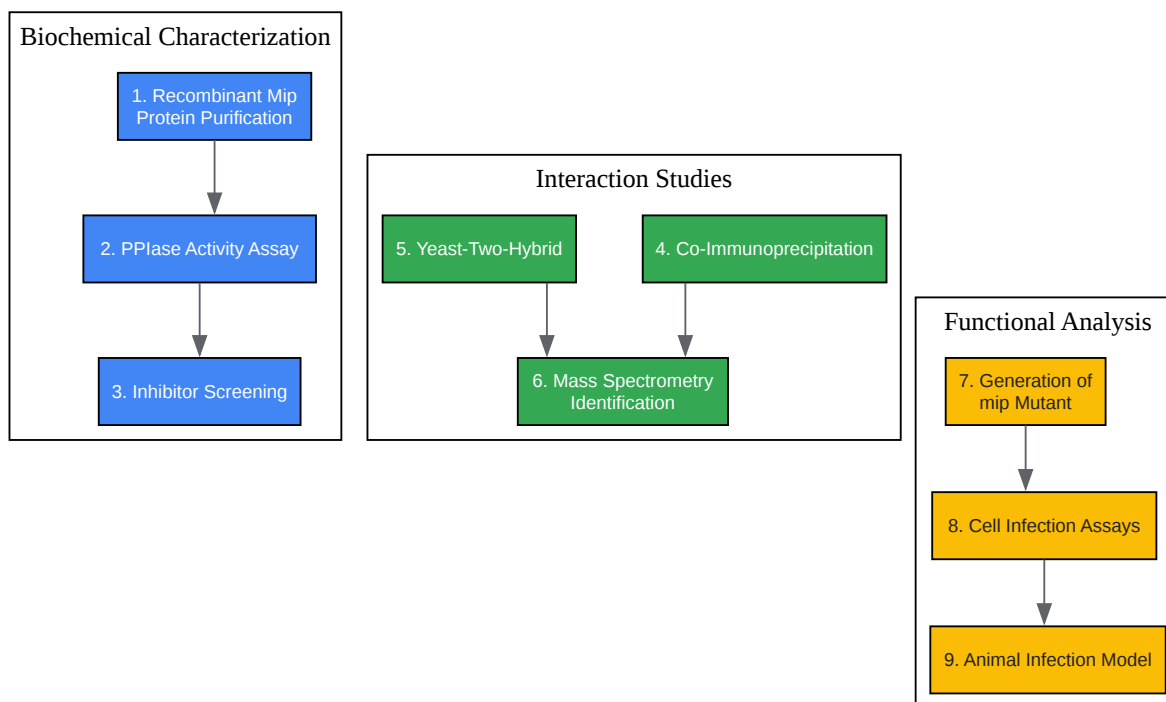 Biochemical Characterization
1. Recombinant Mip
Protein Purification
2. PPIase Activity Assay
3. Inhibitor Screening
Interaction Studies
5. Yeast-Two-Hybrid
4. Co-Immunoprecipitation
6. Mass Spectrometry
Identification
Functional Analysis
7. Generation of
mip Mutant
8. Cell Infection Assays
9. Animal Infection Model